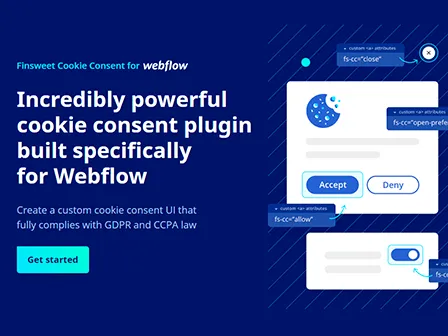 Finsweet Cookie Consent for webflow
Incredibly powerful
cookie consent plugin
built specifically
for Webflow
Create a custom cookie consent UI that
fully complies with GDPR and CCPA law
Get started
custom <a> attributes
fs-cc="close"
custom <a> attributes
fs-cc="open-prefe
Accept
Deny
custom <a> attributes
fs-cc="allow"
custom
fs-cc